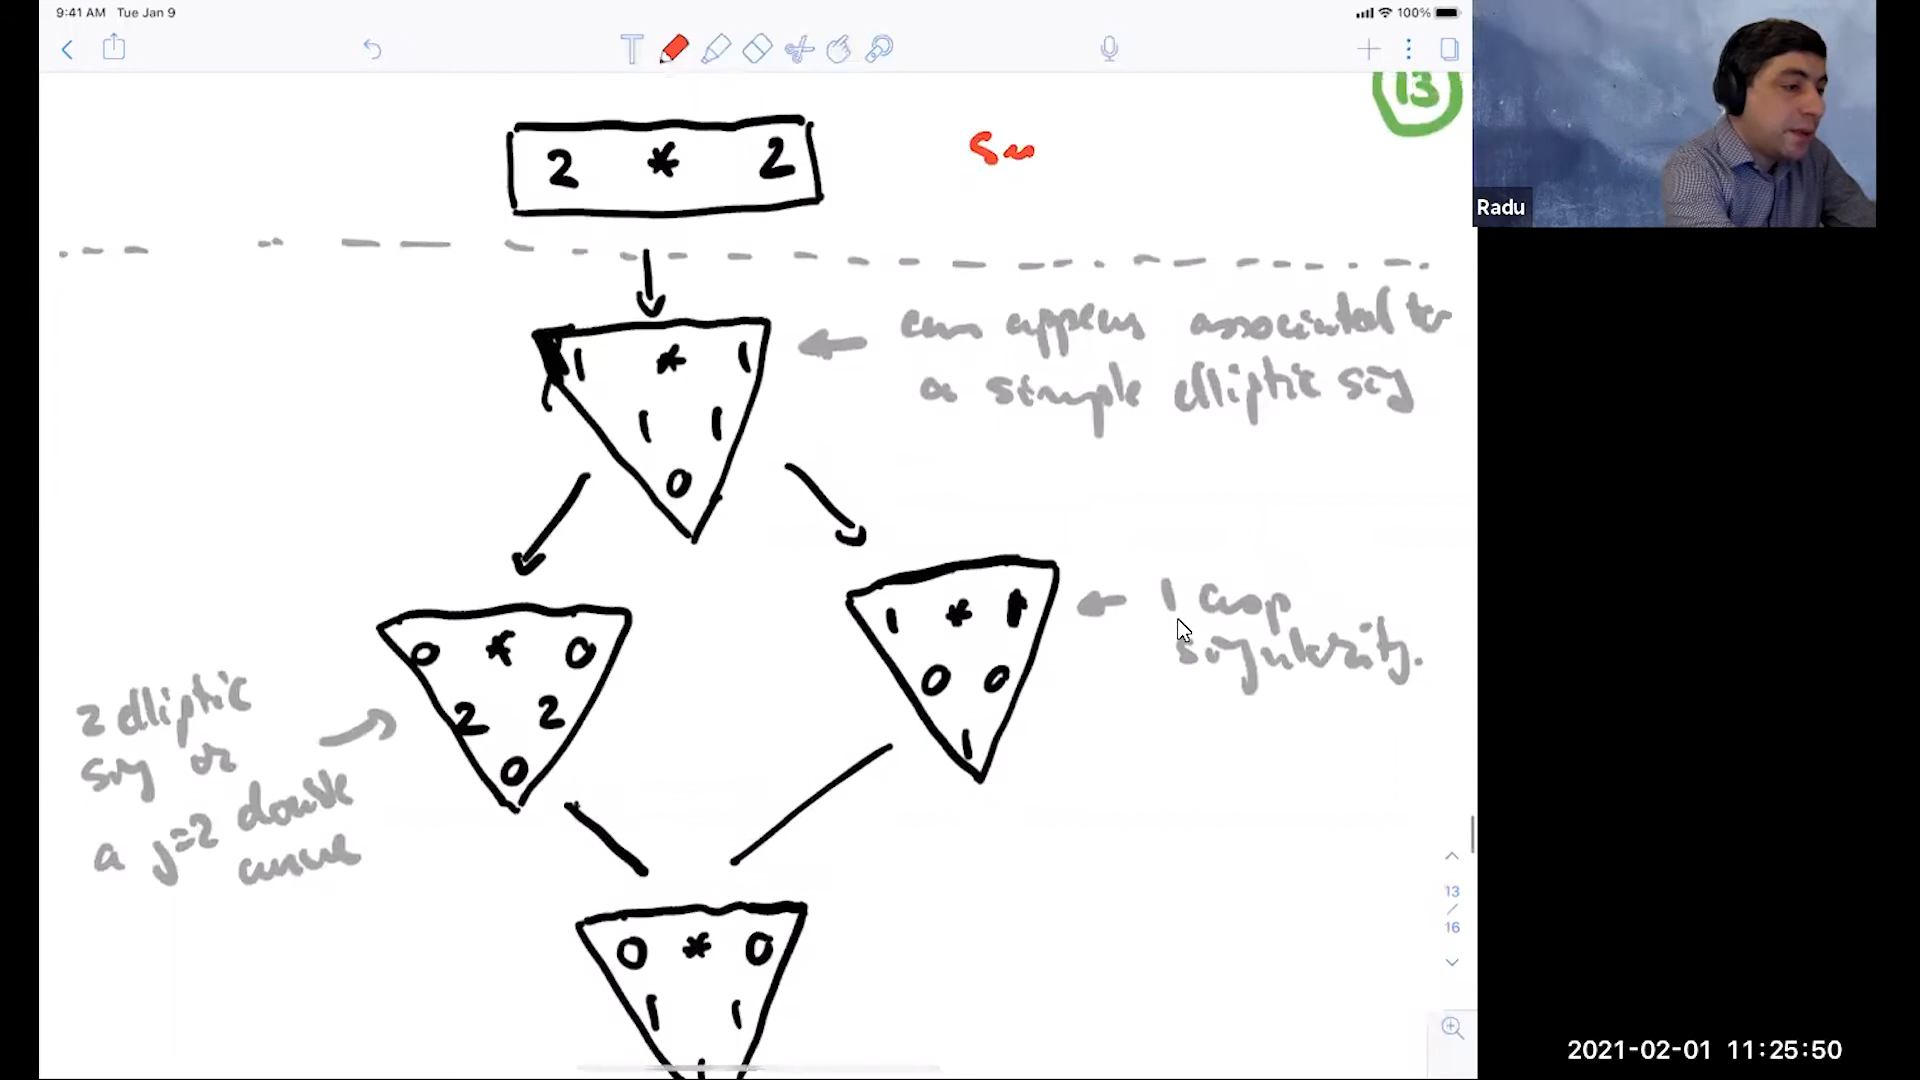 9:41 AM Tue Jan 9
100%
13
2 * 2
Sm
1 * 1
1 1
0
can appear associated to
a simple elliptic sing
0 * 0
2 2
0
1 * 1
0 0
1
1 cusp
singularity.
2 elliptic
sing or
a j=2 double
curve
0 * 0
1 1
1
Radu
13
/
16
2021-02-01 11:25:50